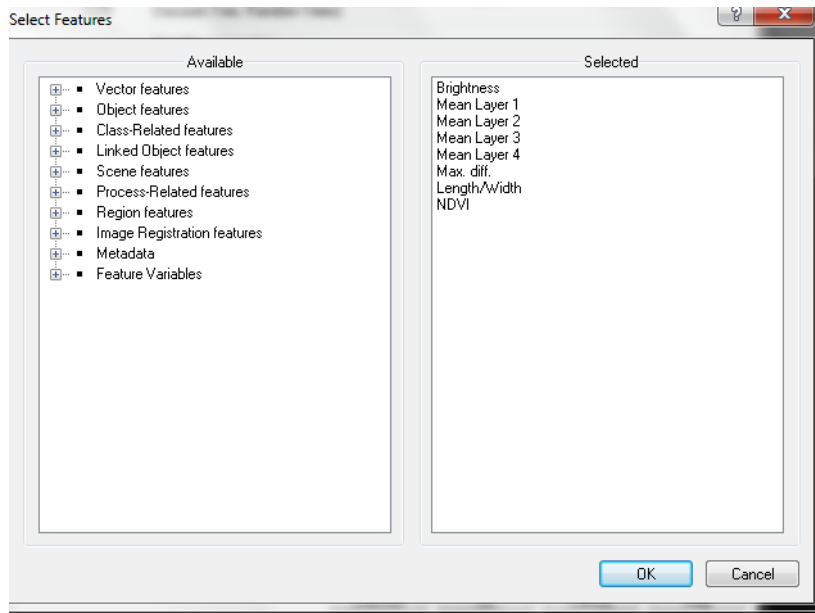 Select Features
Available
Vector features
Object features
Class-Related features
Linked Object features
Scene features
Process-Related features
Region features
Image Registration features
Metadata
Feature Variables
Selected
Brightness
Mean Layer 1
Mean Layer 2
Mean Layer 3
Mean Layer 4
Max. diff.
Length/Width
NDVI
OK
Cancel